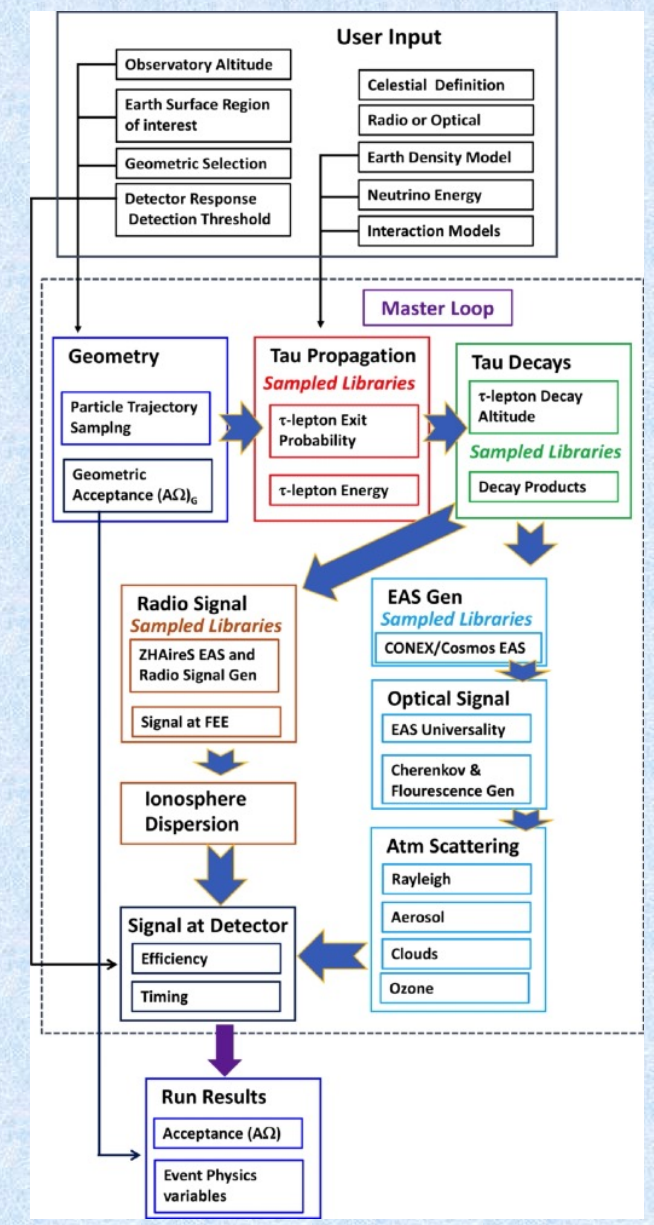 User Input
Observatory Altitude
Earth Surface Region
of interest
Geometric Selection
Detector Response
Detection Threshold
Celestial Definition
Radio or Optical
Earth Density Model
Neutrino Energy
Interaction Models
Master Loop
Geometry
Particle Trajectory
Samplng
Geometric
Acceptance (AΩ)G
Tau Propagation
Sampled Libraries
τ-lepton Exit
Probability
τ-lepton Energy
Tau Decays
τ-lepton Decay
Altitude
Sampled Libraries
Decay Products
Radio Signal
Sampled Libraries
ZHAireS EAS and
Radio Signal Gen
Signal at FEE
Ionosphere
Dispersion
EAS Gen
Sampled Libraries
CONEX/Cosmos EAS
Optical Signal
EAS Universality
Cherenkov &
Flourescence Gen
Atm Scattering
Rayleigh
Aerosol
Clouds
Ozone
Signal at Detector
Efficiency
Timing
Run Results
Acceptance (AΩ)
Event Physics
variables